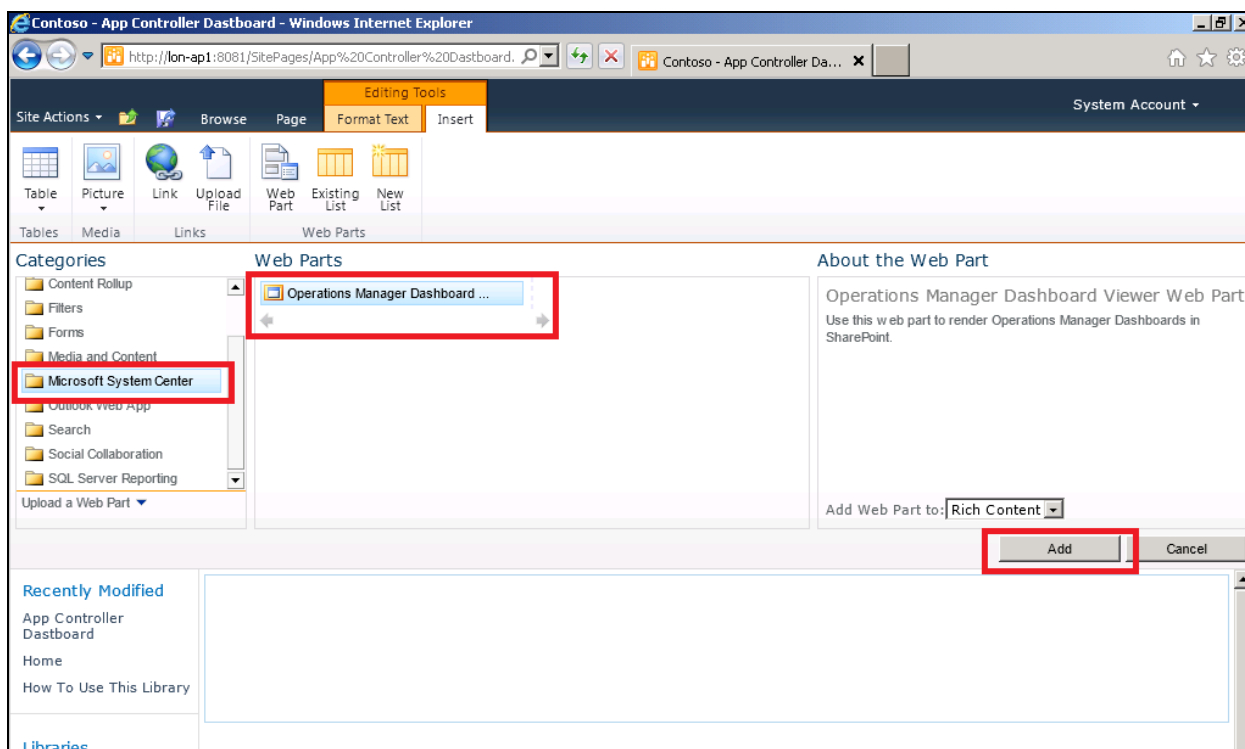 Contoso - App Controller Dastboard - Windows Internet Explorer
http://lon-ap1:8081/SitePages/App%20Controller%20Dastboard.
Contoso - App Controller Da...
Editing Tools
System Account
Site Actions
Browse
Page
Format Text
Insert
Table
Picture
Link
Upload
File
Web
Part
Existing
List
New
List
Tables
Media
Links
Web Parts
Categories
Content Rollup
Filters
Forms
Media and Content
Microsoft System Center
Outlook Web App
Search
Social Collaboration
SQL Server Reporting
Upload a Web Part
Web Parts
Operations Manager Dashboard ...
About the Web Part
Operations Manager Dashboard Viewer Web Part
Use this web part to render Operations Manager Dashboards in
SharePoint.
Add Web Part to: Rich Content
Add
Cancel
Recently Modified
App Controller
Dastboard
Home
How To Use This Library
Libraries